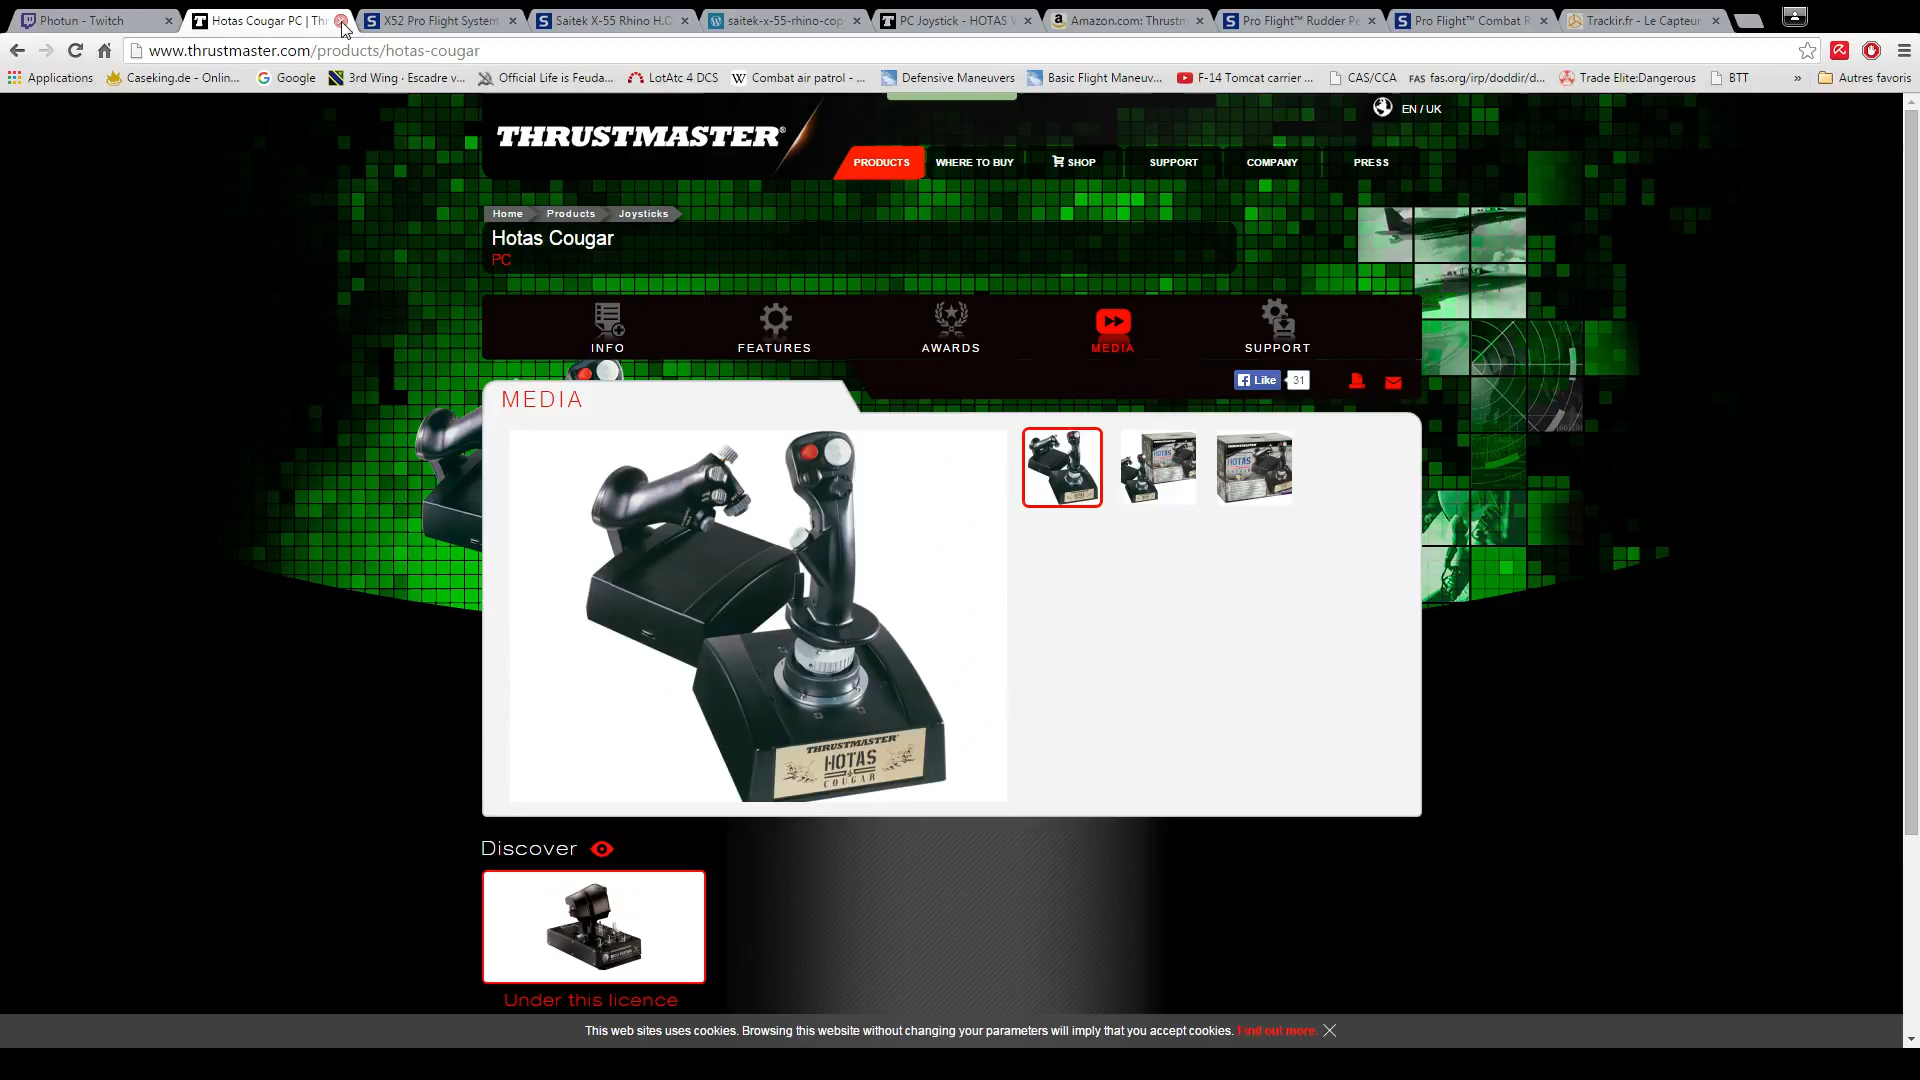 Photun - Twitch
Hotas Cougar PC | Thr
X52 Pro Flight System
Saitek X-55 Rhino H.O
saitek-x-55-rhino-cop
PC Joystick - HOTAS W
Amazon.com: Thrustm
Pro Flight™ Rudder Pe
Pro Flight™ Combat R
Trackir.fr - Le Capteur
www.thrustmaster.com/products/hotas-cougar
Applications
Caseking.de - Onlin...
Google
3rd Wing · Escadre v...
Official Life is Feuda...
LotAtc 4 DCS
Combat air patrol - ...
Defensive Maneuvers
Basic Flight Maneuv...
F-14 Tomcat carrier ...
CAS/CCA
FAS fas.org/irp/doddir/d...
Trade Elite:Dangerous
BTT
»
Autres favoris
THRUSTMASTER®
EN / UK
PRODUCTS
WHERE TO BUY
SHOP
SUPPORT
COMPANY
PRESS
Home
Products
Joysticks
Hotas Cougar
PC
INFO
FEATURES
AWARDS
MEDIA
SUPPORT
Like
31
MEDIA
THRUSTMASTER
HOTAS
COUGAR
Discover
Under this licence
This web sites uses cookies. Browsing this website without changing your parameters will imply that you accept cookies. Find out more.